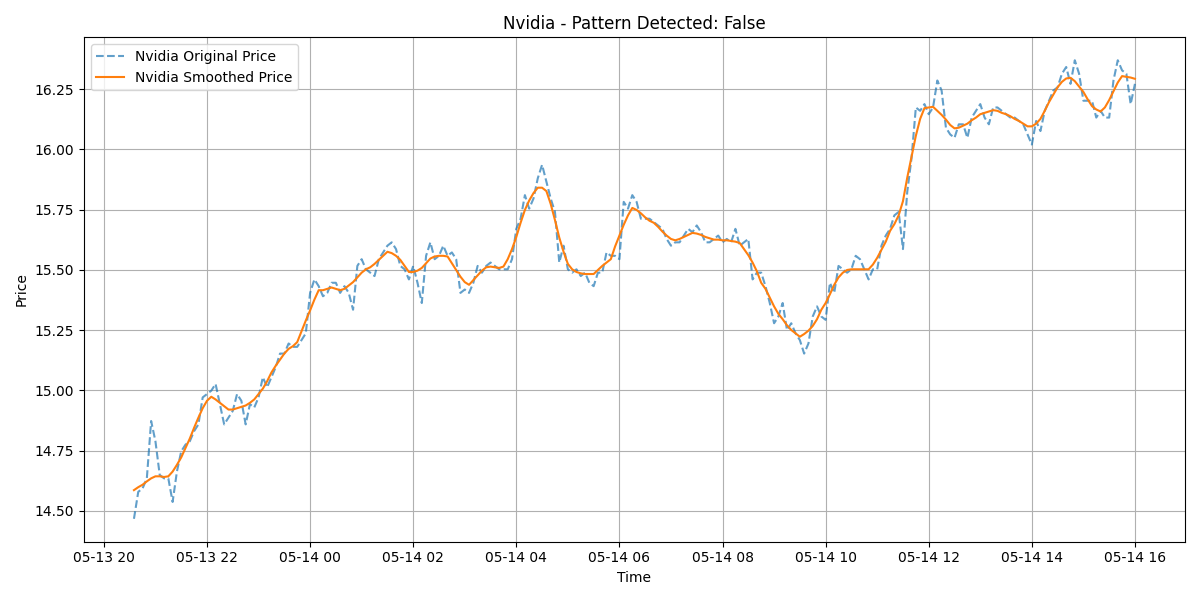 Nvidia - Pattern Detected: False
Nvidia Original Price
Nvidia Smoothed Price
Price
16.25
16.00
15.75
15.50
15.25
15.00
14.75
14.50
05-13 20 05-13 22 05-14 00 05-14 02 05-14 04 05-14 06 05-14 08 05-14 10 05-14 12 05-14 14 05-14 16
Time